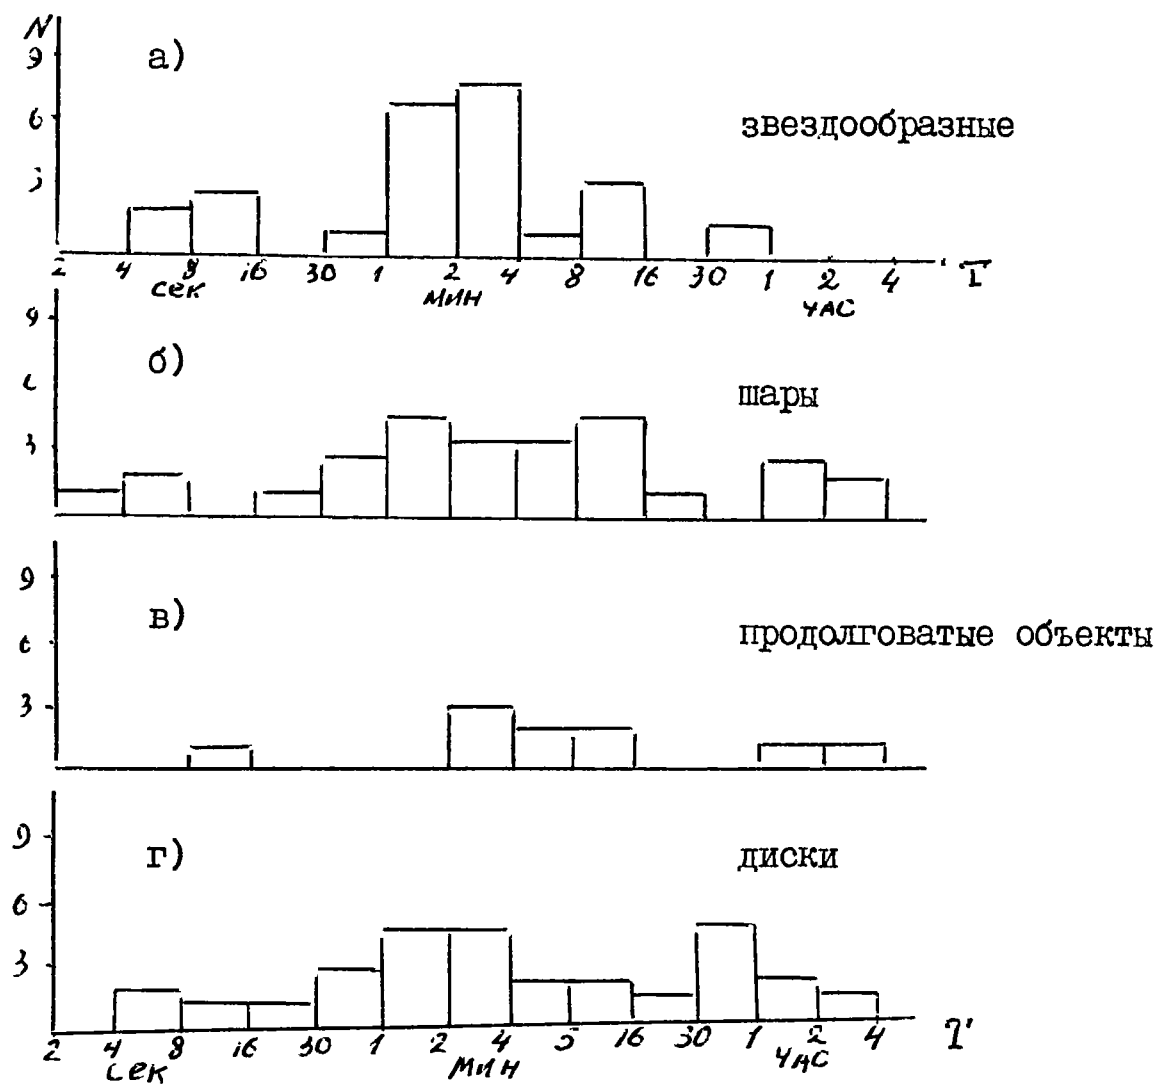 N
9
а)
6
звездообразные
3
2 4 8 16 30 1 2 4 8 16 30 1 2 4 T
сек мин час
9
б)
шары
3
9
в)
продолговатые объекты
3
9
г)
диски
6
3
2 4 8 16 30 1 2 4 5 16 30 1 2 4 T
сек мин час